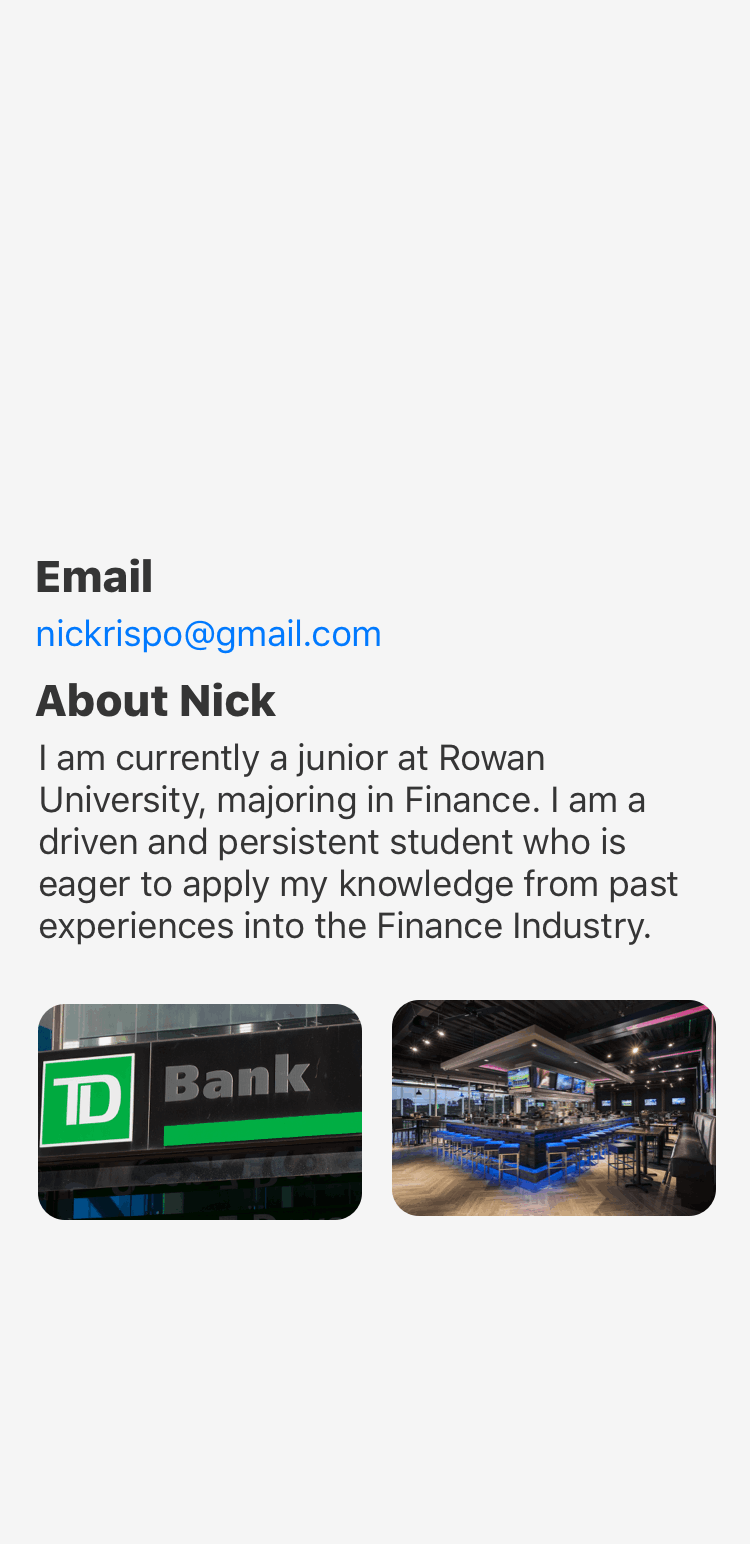 Email
nickrispo@gmail.com
About Nick
I am currently a junior at Rowan
University, majoring in Finance. I am a
driven and persistent student who is
eager to apply my knowledge from past
experiences into the Finance Industry.
TD Bank